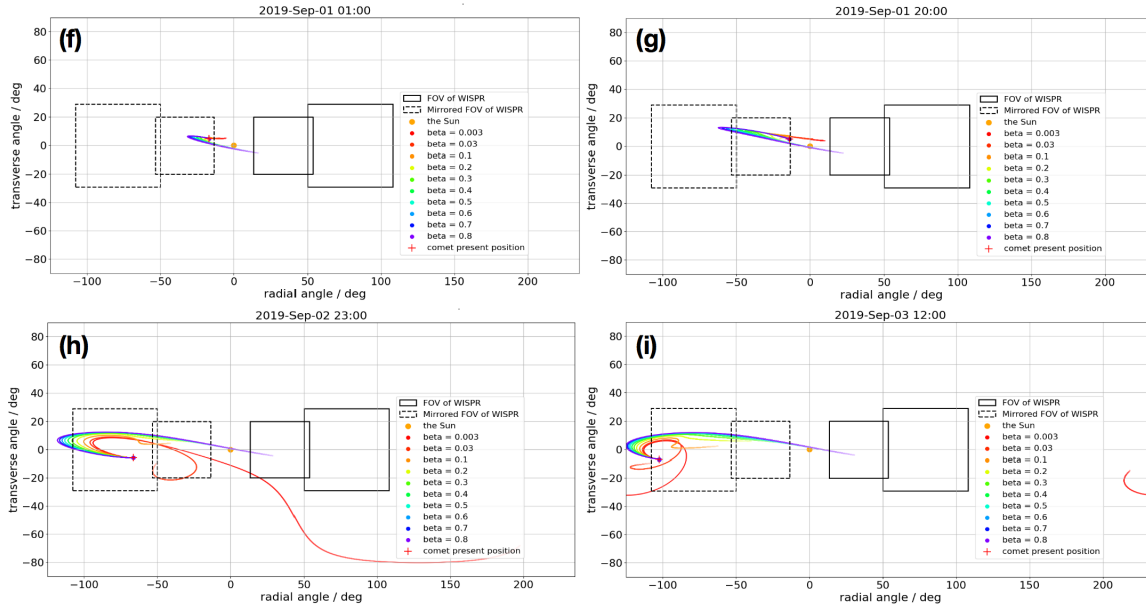 2019-Sep-01 01:00
(f)
80
60
40
20
0
−20
−40
−60
−80
transverse angle / deg
−100
−50
0
50
100
150
200
radial angle / deg
FOV of WISPR
Mirrored FOV of WISPR
the Sun
beta = 0.003
beta = 0.03
beta = 0.1
beta = 0.2
beta = 0.3
beta = 0.4
beta = 0.5
beta = 0.6
beta = 0.7
beta = 0.8
comet present position
2019-Sep-01 20:00
(g)
80
60
40
20
0
−20
−40
−60
−80
transverse angle / deg
−100
−50
0
50
100
150
200
radial angle / deg
FOV of WISPR
Mirrored FOV of WISPR
the Sun
beta = 0.003
beta = 0.03
beta = 0.1
beta = 0.2
beta = 0.3
beta = 0.4
beta = 0.5
beta = 0.6
beta = 0.7
beta = 0.8
comet present position
2019-Sep-02 23:00
(h)
80
60
40
20
0
−20
−40
−60
−80
transverse angle / deg
−100
−50
0
50
100
150
200
radial angle / deg
FOV of WISPR
Mirrored FOV of WISPR
the Sun
beta = 0.003
beta = 0.03
beta = 0.1
beta = 0.2
beta = 0.3
beta = 0.4
beta = 0.5
beta = 0.6
beta = 0.7
beta = 0.8
comet present position
2019-Sep-03 12:00
(i)
80
60
40
20
0
−20
−40
−60
−80
transverse angle / deg
−100
−50
0
50
100
150
200
radial angle / deg
FOV of WISPR
Mirrored FOV of WISPR
the Sun
beta = 0.003
beta = 0.03
beta = 0.1
beta = 0.2
beta = 0.3
beta = 0.4
beta = 0.5
beta = 0.6
beta = 0.7
beta = 0.8
comet present position